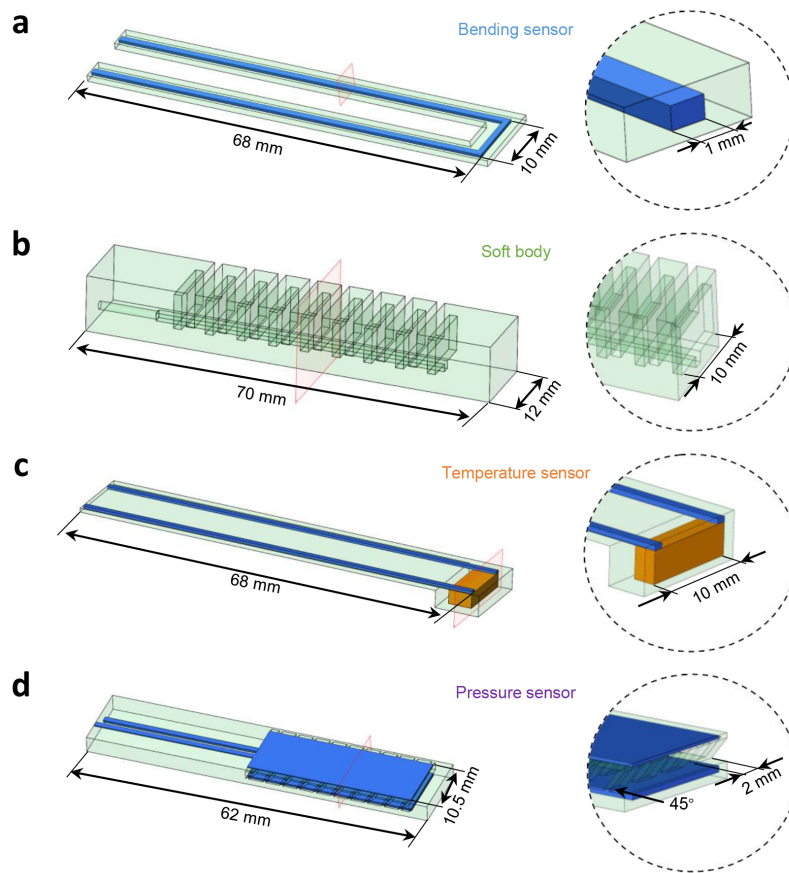 a
Bending sensor
68 mm
10 mm
1 mm
b
Soft body
70 mm
12 mm
10 mm
c
Temperature sensor
68 mm
10 mm
d
Pressure sensor
62 mm
10.5 mm
2 mm
45°